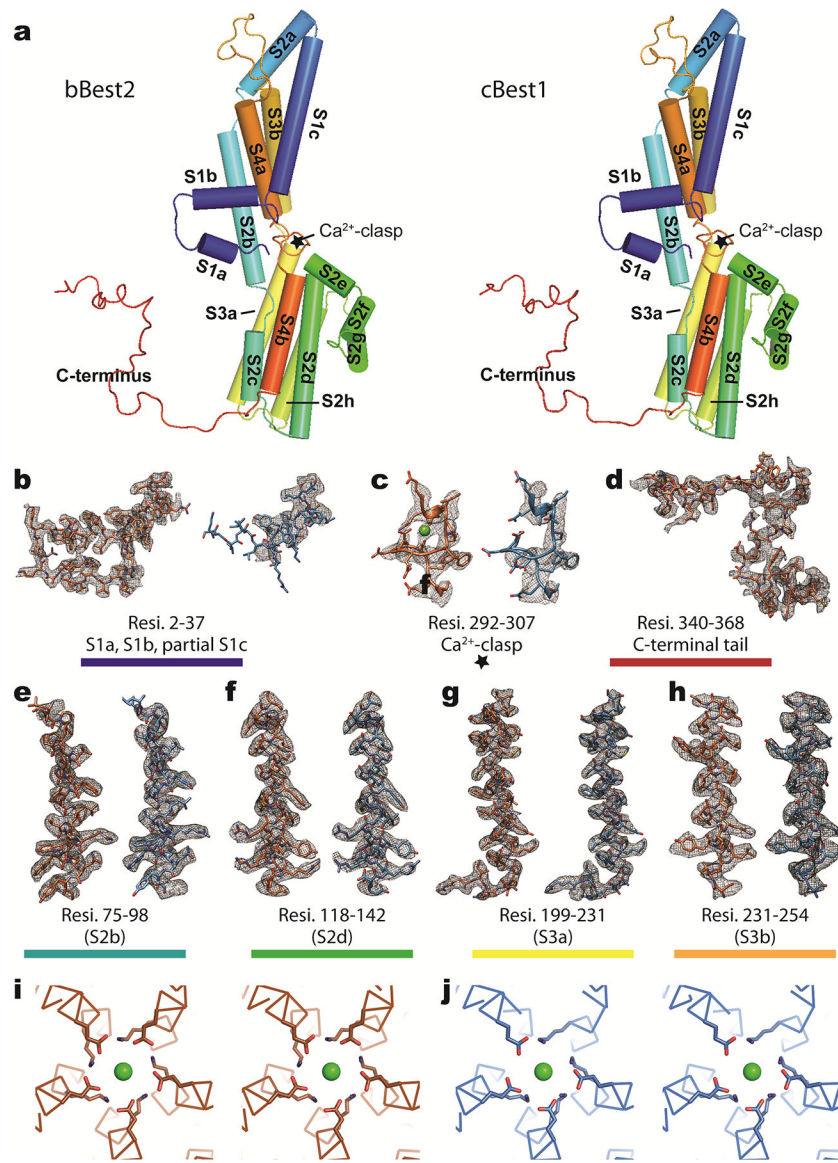 a
bBest2
S2a
S1c
S3b
S4a
S1b
S2b
Ca²⁺-clasp
S1a
S2e
S3a
S4b
S2g S2f
S2c
S2d
C-terminus
S2h
cBest1
S2a
S1c
S3b
S4a
S1b
S2b
Ca²⁺-clasp
S1a
S2e
S3a
S4b
S2g S2f
S2c
S2d
C-terminus
S2h
b
Resi. 2-37
S1a, S1b, partial S1c
c
f
Resi. 292-307
Ca²⁺-clasp
d
Resi. 340-368
C-terminal tail
e
Resi. 75-98
(S2b)
f
Resi. 118-142
(S2d)
g
Resi. 199-231
(S3a)
h
Resi. 231-254
(S3b)
i
j